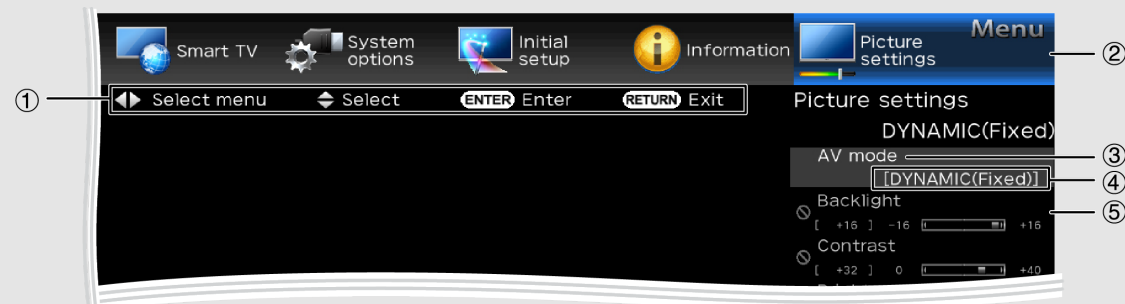 Menu
Smart TV
System
options
Initial
setup
Information
Picture
settings
②
①
Select menu
Select
ENTER Enter
RETURN Exit
Picture settings
DYNAMIC(Fixed)
AV mode
③
[DYNAMIC(Fixed)]
④
Backlight
⑤
[ +16 ] -16 +16
Contrast
[ +32 ] 0 +40